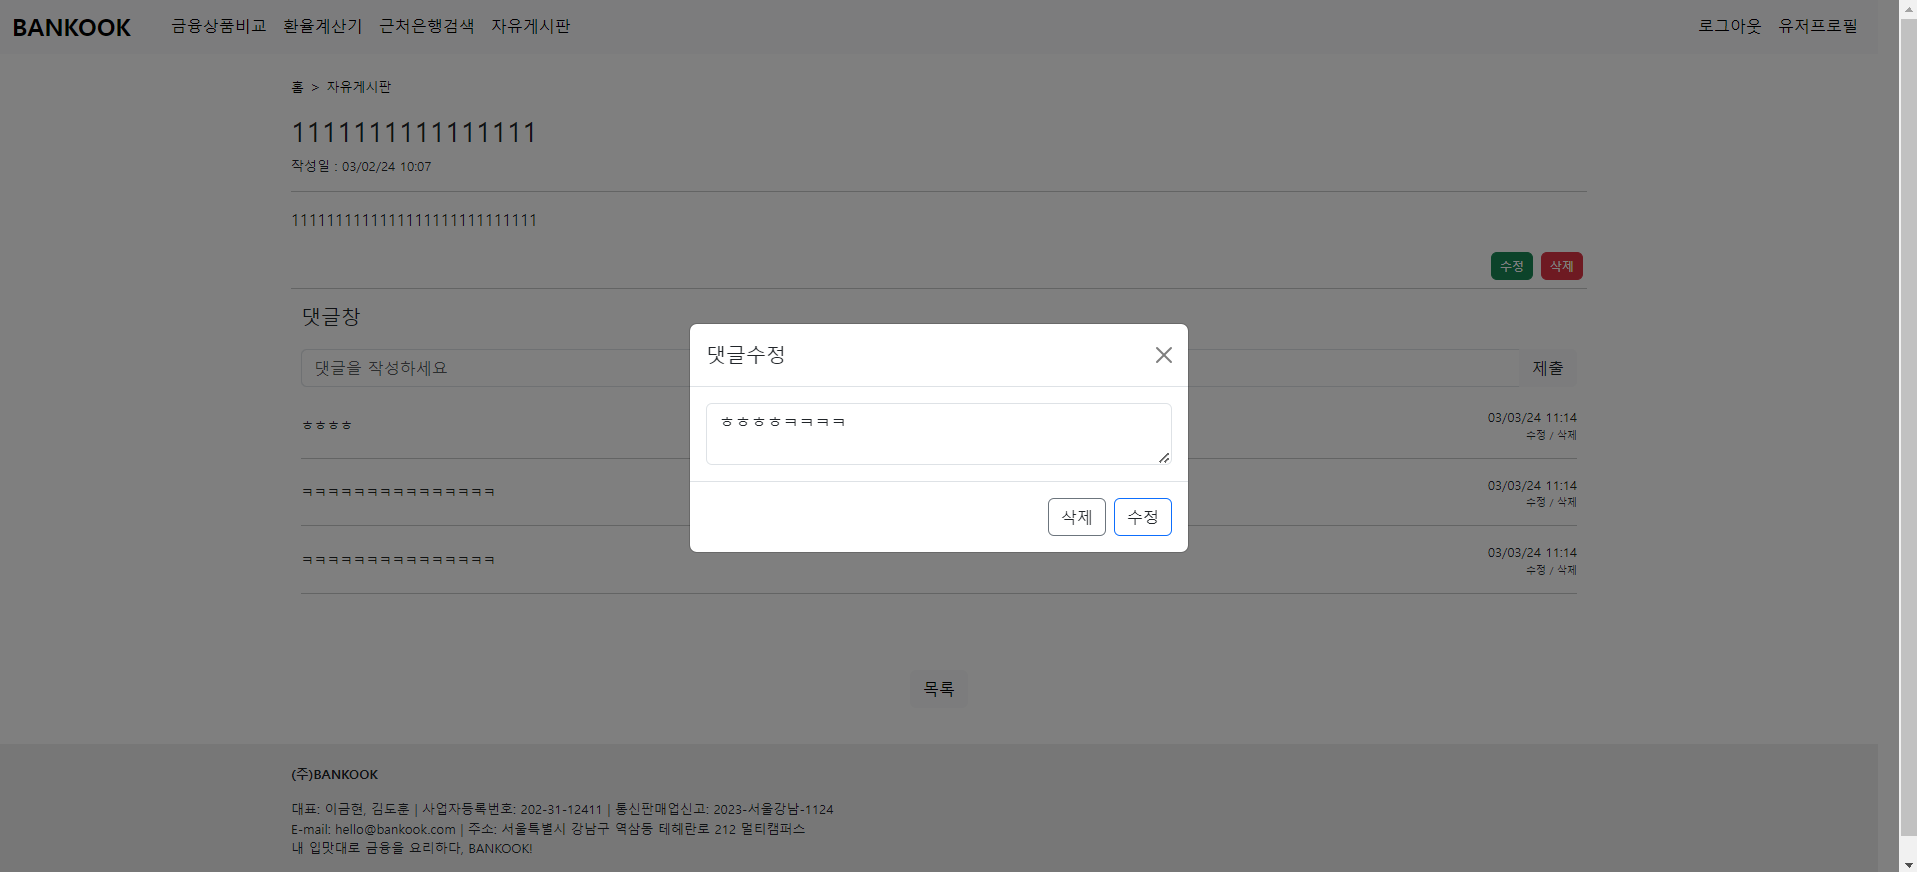 BANKOOK 금융상품비교 환율계산기 근처은행검색 자유게시판 로그아웃 유저프로필
홈 > 자유게시판
1111111111111111
작성일 : 03/02/24 10:07
1111111111111111111111111111
수정 삭제
댓글창
댓글을 작성하세요 제출
ㅎㅎㅎㅎ
03/03/24 11:14
수정 / 삭제
ㅋㅋㅋㅋㅋㅋㅋㅋㅋㅋㅋㅋㅋㅋㅋ
03/03/24 11:14
수정 / 삭제
ㅋㅋㅋㅋㅋㅋㅋㅋㅋㅋㅋㅋㅋㅋㅋ
03/03/24 11:14
수정 / 삭제
댓글수정
ㅎㅎㅎㅎㅋㅋㅋㅋ
삭제 수정
목록
(주)BANKOOK
대표: 이금현, 김도훈 | 사업자등록번호: 202-31-12411 | 통신판매업신고: 2023-서울강남-1124
E-mail: hello@bankook.com | 주소: 서울특별시 강남구 역삼동 테헤란로 212 멀티캠퍼스
내 입맛대로 금융을 요리하다, BANKOOK!